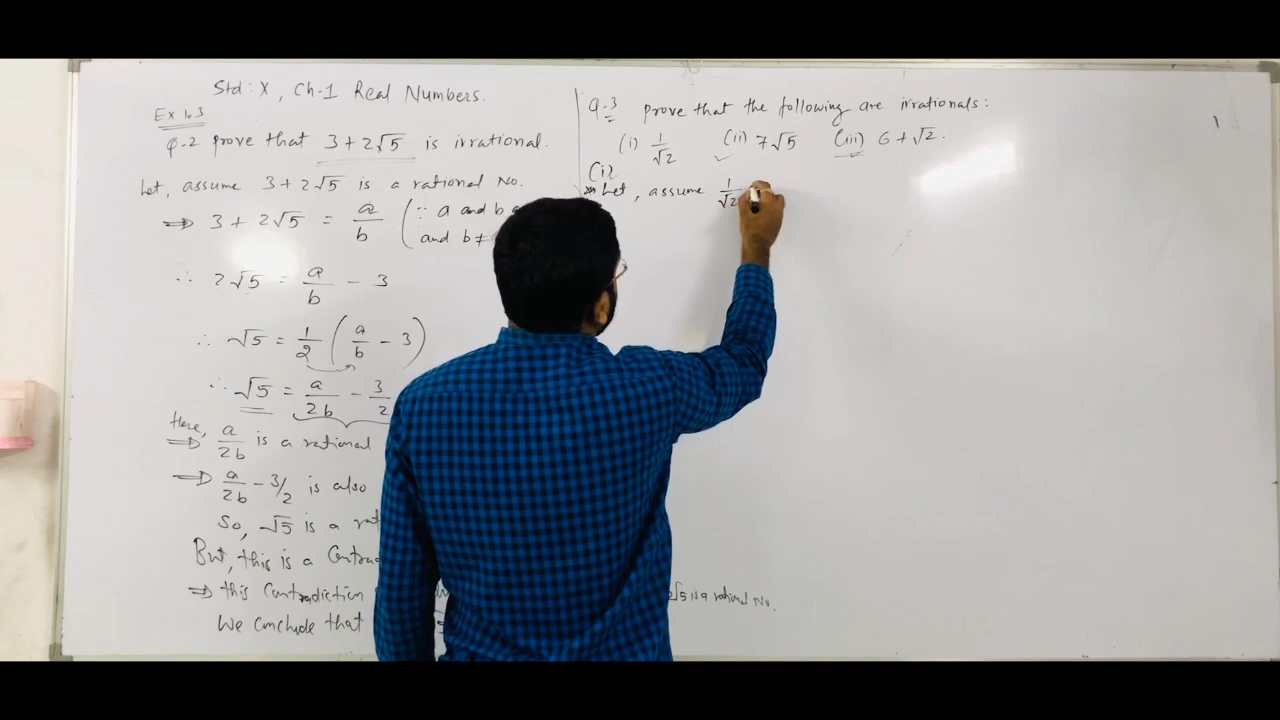 Std : X , Ch-1 Real Numbers.
Ex 1.3
Q-2 prove that 3 + 2√5 is irrational.
Let, assume 3 + 2√5 is a rational No.
⇒ 3 + 2√5 = a/b ( ∵ a and b
and b ≠
∴ 2√5 = a/b - 3
∴ √5 = 1/2 ( a/b - 3 )
∴ √5 = a/2b - 3/2
Here,
⇒ a/2b is a rational
⇒ a/2b - 3/2 is also
So, √5 is a
But, this is a
⇒ this Contradiction √5 is a rational No.
We conclude that
Q.3 prove that the following are irrationals :
(i) 1/√2 (ii) 7√5 (iii) 6 + √2.
(i)
⇒ Let , assume 1/√2